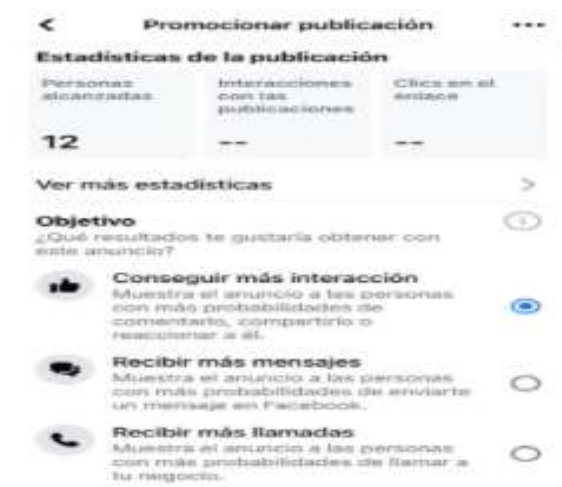 Promocionar publicación
Estadísticas de la publicación
Personas
alcanzadas
12
Interacciones
con las
publicaciones
--
Clics en el
enlace
--
Ver más estadísticas
Objetivo
¿Qué resultados te gustaría obtener con
este anuncio?
Conseguir más interacción
Muestra el anuncio a las personas
con más probabilidades de
comentarlo, compartirlo o
reaccionar a él.
Recibir más mensajes
Muestra el anuncio a las personas
con más probabilidades de enviarte
un mensaje en Facebook.
Recibir más llamadas
Muestra el anuncio a las personas
con más probabilidades de llamar a
tu negocio.